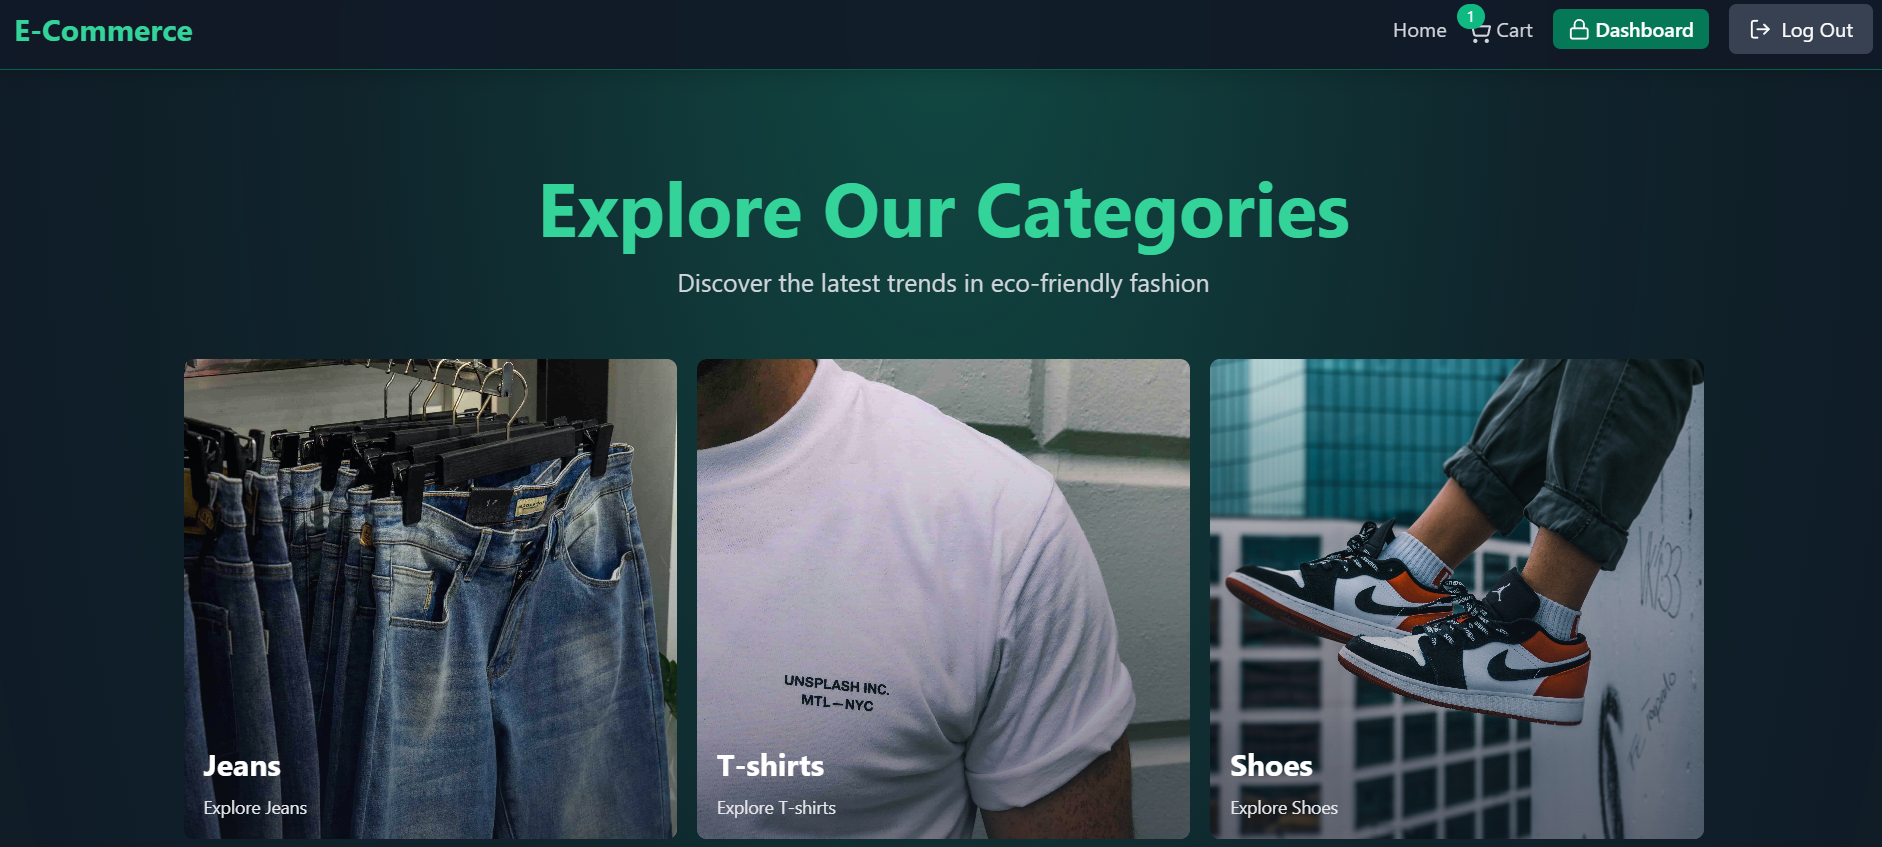 E-Commerce
Home
1
Cart
Dashboard
Log Out
Explore Our Categories
Discover the latest trends in eco-friendly fashion
UNSPLASH INC.
MTL—NYC
Jeans
Explore Jeans
T-shirts
Explore T-shirts
Shoes
Explore Shoes